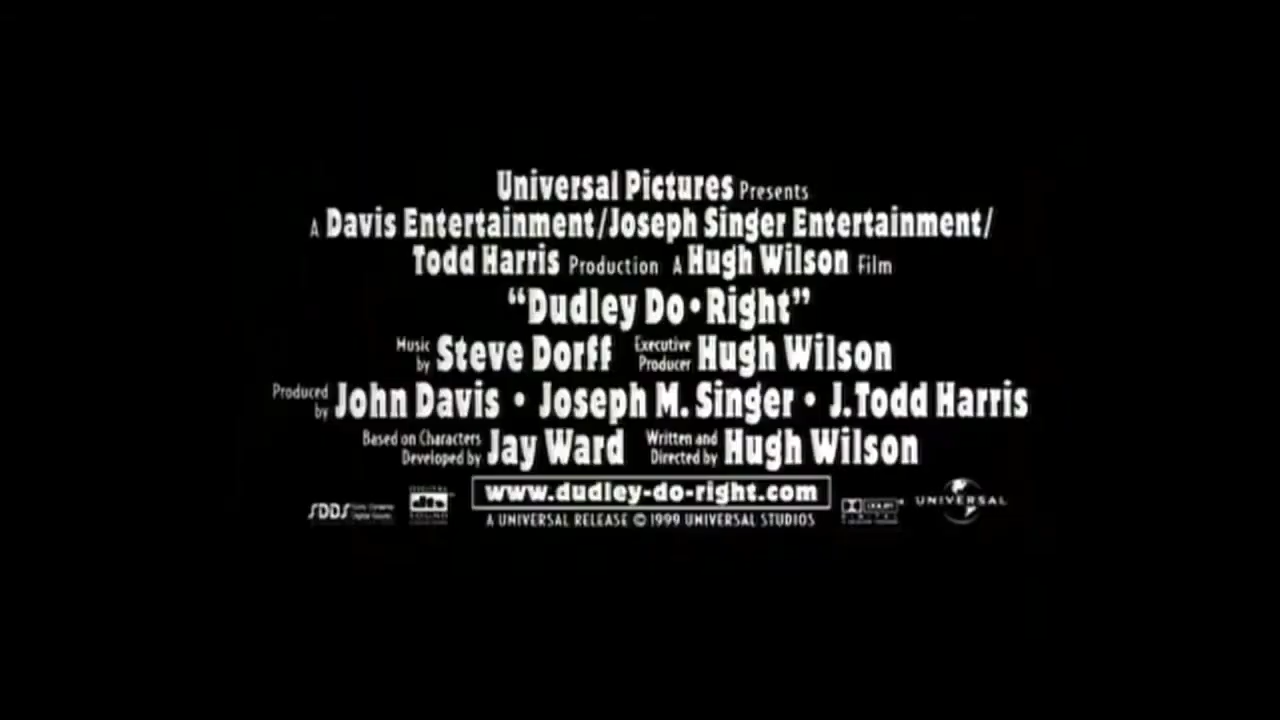 Universal Pictures Presents
A Davis Entertainment/Joseph Singer Entertainment/
Todd Harris Production A Hugh Wilson Film
“Dudley Do•Right”
Music by Steve Dorff Executive Producer Hugh Wilson
Produced by John Davis • Joseph M. Singer • J. Todd Harris
Based on Characters Developed by Jay Ward Written and Directed by Hugh Wilson
www.dudley-do-right.com
SDDS dts DOLBY DIGITAL UNIVERSAL
A UNIVERSAL RELEASE © 1999 UNIVERSAL STUDIOS